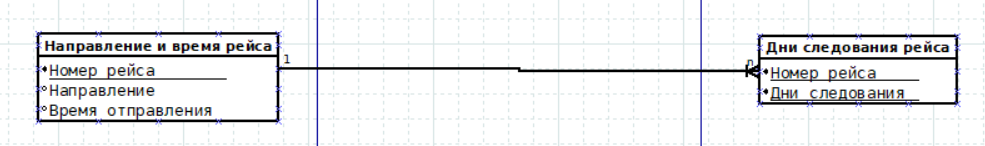 Направление и время рейса
Номер рейса
Направление
Время отправления
1
n
Дни следования рейса
Номер рейса
Дни следования